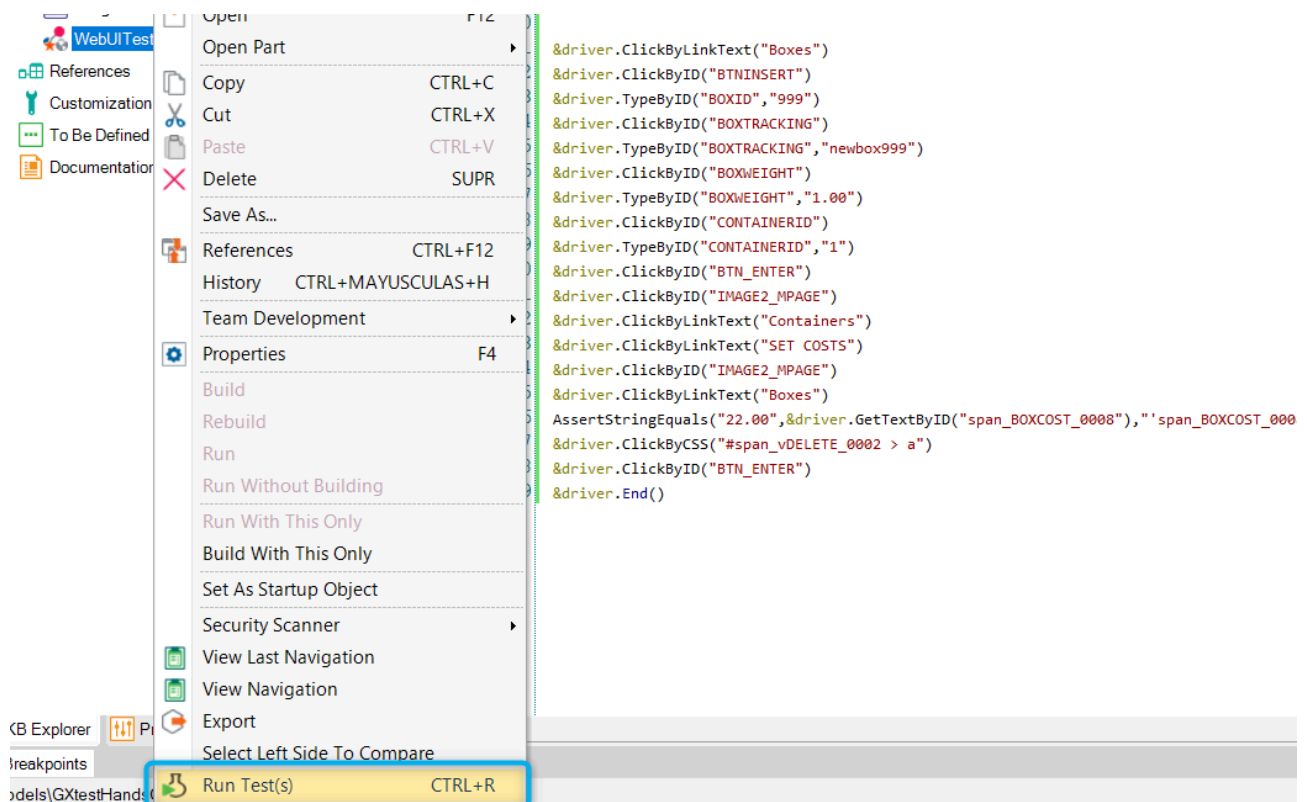 Open F12
WebUITest
Open Part
References
Copy CTRL+C
Customization
Cut CTRL+X
To Be Defined
Paste CTRL+V
Documentation
Delete SUPR
Save As...
References CTRL+F12
History CTRL+MAYUSCULAS+H
Team Development
Properties F4
Build
Rebuild
Run
Run Without Building
Run With This Only
Build With This Only
Set As Startup Object
Security Scanner
View Last Navigation
View Navigation
Export
Select Left Side To Compare
Run Test(s) CTRL+R
KB Explorer
Breakpoints
odels\GXtestHands
&driver.ClickByLinkText("Boxes")
&driver.ClickByID("BTNINSERT")
&driver.TypeByID("BOXID","999")
&driver.ClickByID("BOXTRACKING")
&driver.TypeByID("BOXTRACKING","newbox999")
&driver.ClickByID("BOXWEIGHT")
&driver.TypeByID("BOXWEIGHT","1.00")
&driver.ClickByID("CONTAINERID")
&driver.TypeByID("CONTAINERID","1")
&driver.ClickByID("BTN_ENTER")
&driver.ClickByID("IMAGE2_MPAGE")
&driver.ClickByLinkText("Containers")
&driver.ClickByLinkText("SET COSTS")
&driver.ClickByID("IMAGE2_MPAGE")
&driver.ClickByLinkText("Boxes")
AssertStringEquals("22.00",&driver.GetTextByID("span_BOXCOST_0008"),"'span_BOXCOST_000
&driver.ClickByCSS("#span_vDELETE_0002 > a")
&driver.ClickByID("BTN_ENTER")
&driver.End()